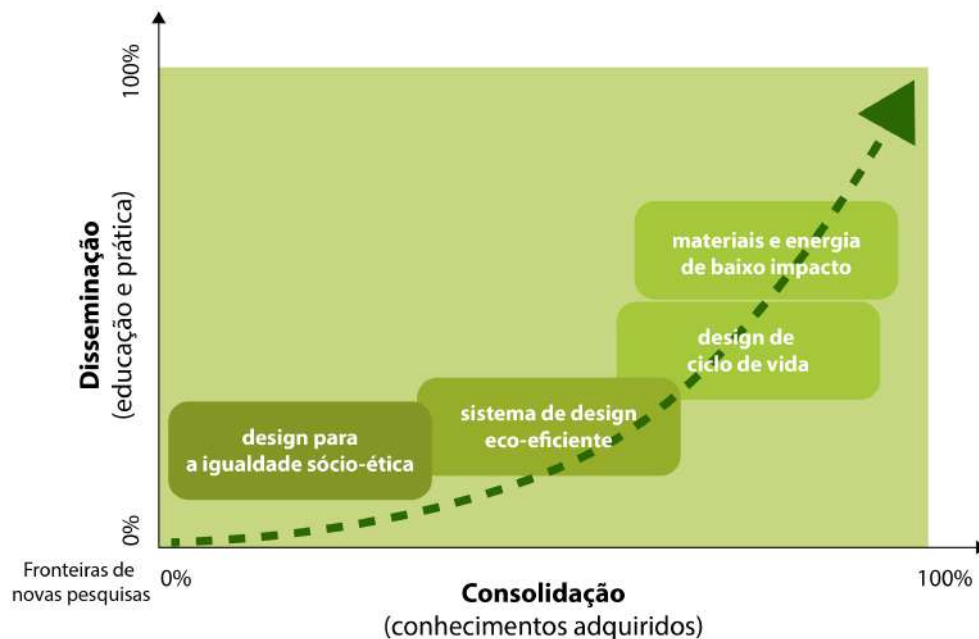 100%
Disseminação
(educação e prática)
0%
materiais e energia
de baixo impacto
design de
ciclo de vida
sistema de design
eco-eficiente
design para
a igualdade sócio-ética
Fronteiras de
novas pesquisas
0%
100%
Consolidação
(conhecimentos adquiridos)